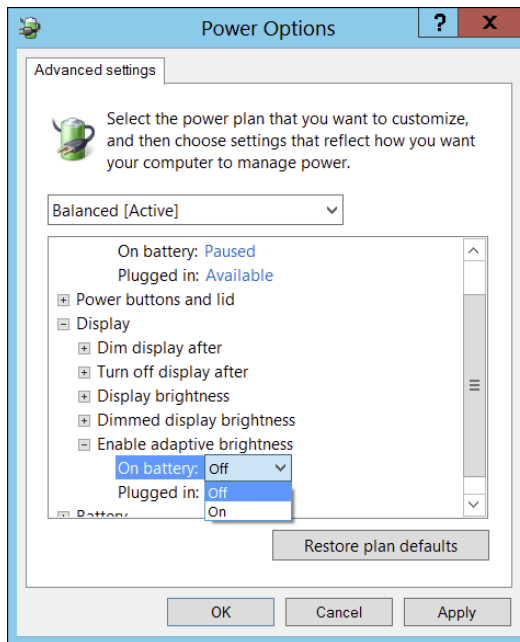 Power Options
? x
Advanced settings
Select the power plan that you want to customize,
and then choose settings that reflect how you want
your computer to manage power.
Balanced [Active]
On battery: Paused
Plugged in: Available
Power buttons and lid
Display
Dim display after
Turn off display after
Display brightness
Dimmed display brightness
Enable adaptive brightness
On battery: Off
Plugged in: Off
On
Battery
Restore plan defaults
OK Cancel Apply